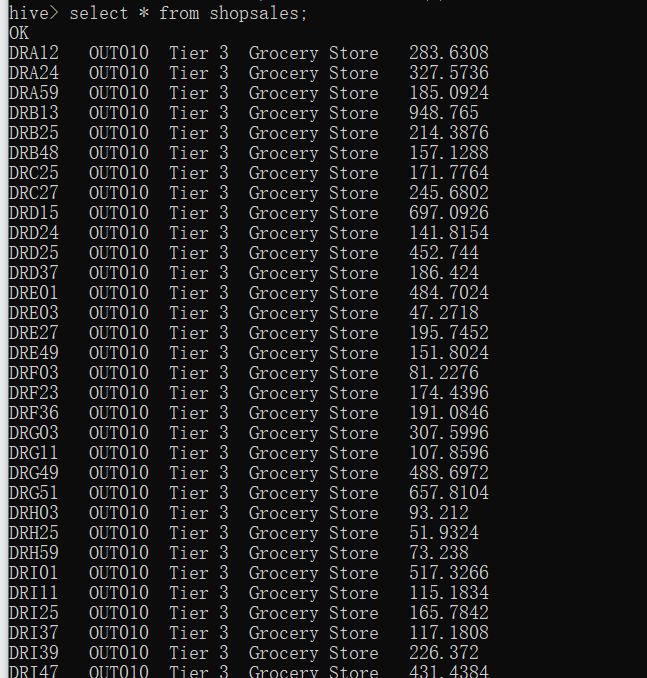 hive> select * from shopsales;
OK
DRA12 OUT010 Tier 3 Grocery Store 283.6308
DRA24 OUT010 Tier 3 Grocery Store 327.5736
DRA59 OUT010 Tier 3 Grocery Store 185.0924
DRB13 OUT010 Tier 3 Grocery Store 948.765
DRB25 OUT010 Tier 3 Grocery Store 214.3876
DRB48 OUT010 Tier 3 Grocery Store 157.1288
DRC25 OUT010 Tier 3 Grocery Store 171.7764
DRC27 OUT010 Tier 3 Grocery Store 245.6802
DRD15 OUT010 Tier 3 Grocery Store 697.0926
DRD24 OUT010 Tier 3 Grocery Store 141.8154
DRD25 OUT010 Tier 3 Grocery Store 452.744
DRD37 OUT010 Tier 3 Grocery Store 186.424
DRE01 OUT010 Tier 3 Grocery Store 484.7024
DRE03 OUT010 Tier 3 Grocery Store 47.2718
DRE27 OUT010 Tier 3 Grocery Store 195.7452
DRE49 OUT010 Tier 3 Grocery Store 151.8024
DRF03 OUT010 Tier 3 Grocery Store 81.2276
DRF23 OUT010 Tier 3 Grocery Store 174.4396
DRF36 OUT010 Tier 3 Grocery Store 191.0846
DRG03 OUT010 Tier 3 Grocery Store 307.5996
DRG11 OUT010 Tier 3 Grocery Store 107.8596
DRG49 OUT010 Tier 3 Grocery Store 488.6972
DRG51 OUT010 Tier 3 Grocery Store 657.8104
DRH03 OUT010 Tier 3 Grocery Store 93.212
DRH25 OUT010 Tier 3 Grocery Store 51.9324
DRH59 OUT010 Tier 3 Grocery Store 73.238
DRI01 OUT010 Tier 3 Grocery Store 517.3266
DRI11 OUT010 Tier 3 Grocery Store 115.1834
DRI25 OUT010 Tier 3 Grocery Store 165.7842
DRI37 OUT010 Tier 3 Grocery Store 117.1808
DRI39 OUT010 Tier 3 Grocery Store 226.372
DRI47 OUT010 Tier 3 Grocery Store 431.4384